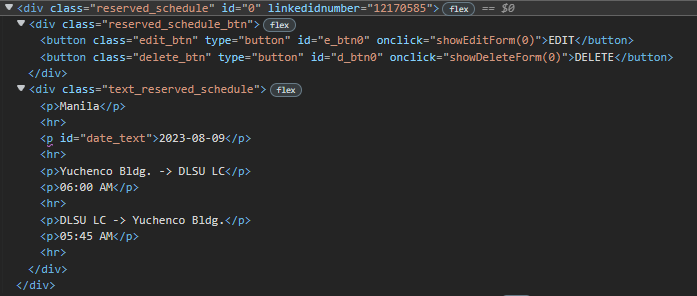 <div class="reserved_schedule" id="0" linkedidnumber="12170585"> flex == $0
<div class="reserved_schedule_btn"> flex
<button class="edit_btn" type="button" id="e_btn0" onclick="showEditForm(0)">EDIT</button>
<button class="delete_btn" type="button" id="d_btn0" onclick="showDeleteForm(0)">DELETE</button>
</div>
<div class="text_reserved_schedule"> flex
<p>Manila</p>
<hr>
<p id="date_text">2023-08-09</p>
<hr>
<p>Yuchenco Bldg. -> DLSU LC</p>
<p>06:00 AM</p>
<hr>
<p>DLSU LC -> Yuchenco Bldg.</p>
<p>05:45 AM</p>
<hr>
</div>
</div>